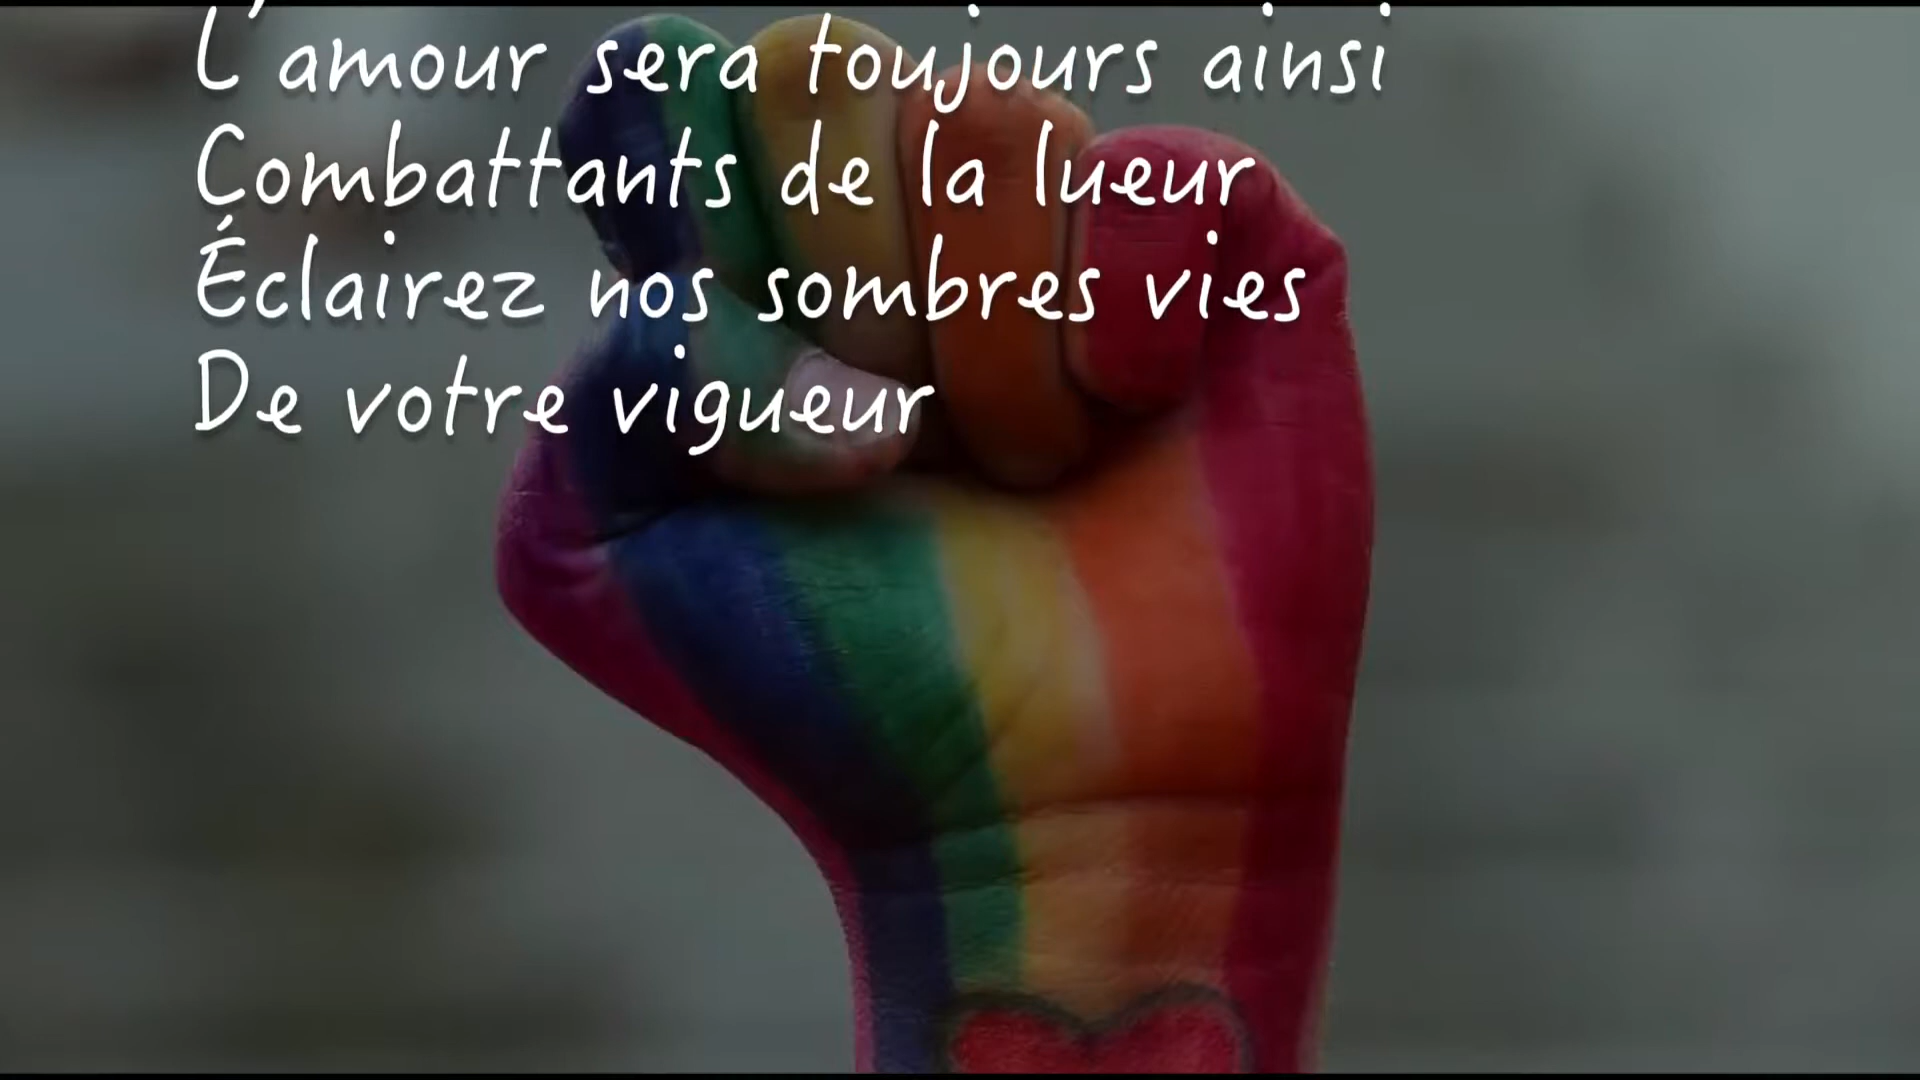 L'amour sera toujours ainsi
Combattants de la lueur
Éclairez nos sombres vies
De votre vigueur